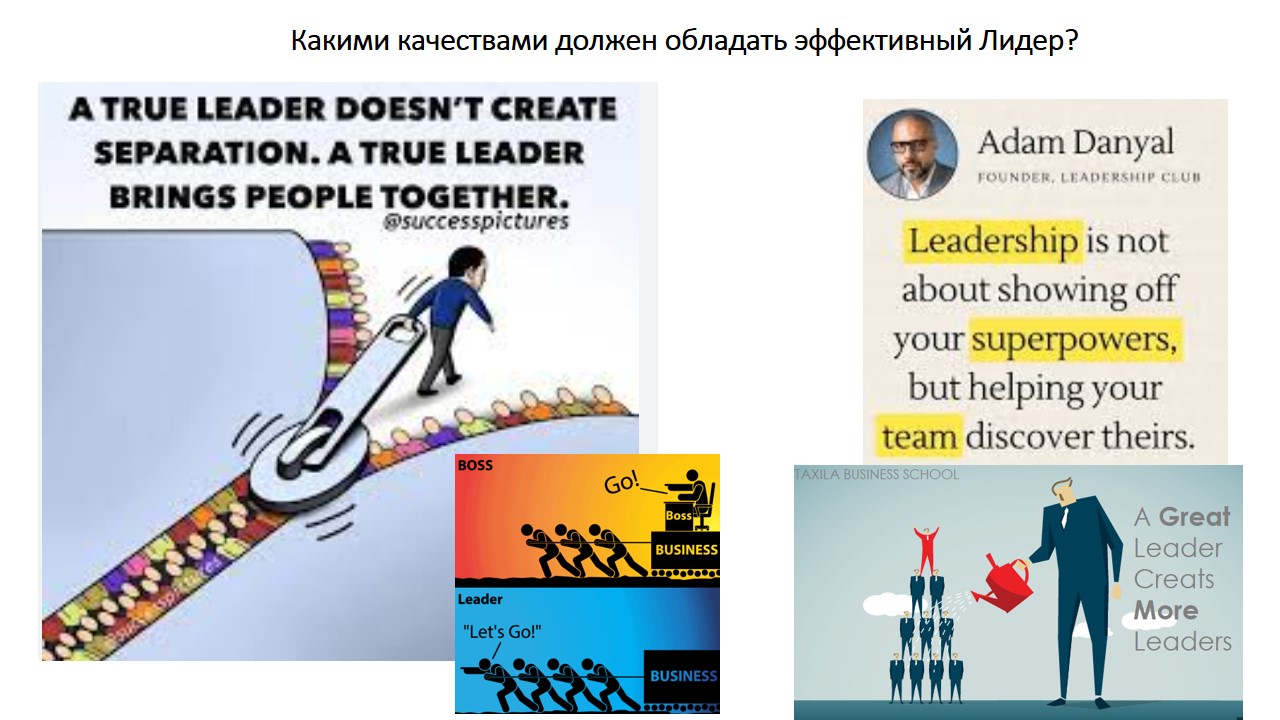 Какими качествами должен обладать эффективный Лидер?
A TRUE LEADER DOESN'T CREATE
SEPARATION. A TRUE LEADER
BRINGS PEOPLE TOGETHER.
@successpictures
Adam Danyal
FOUNDER, LEADERSHIP CLUB
Leadership is not
about showing off
your superpowers,
but helping your
team discover theirs.
BOSS
Go!
Boss
BUSINESS
Leader
"Let's Go!"
BUSINESS
TAXILA BUSINESS SCHOOL
A Great
Leader
Creats
More
Leaders